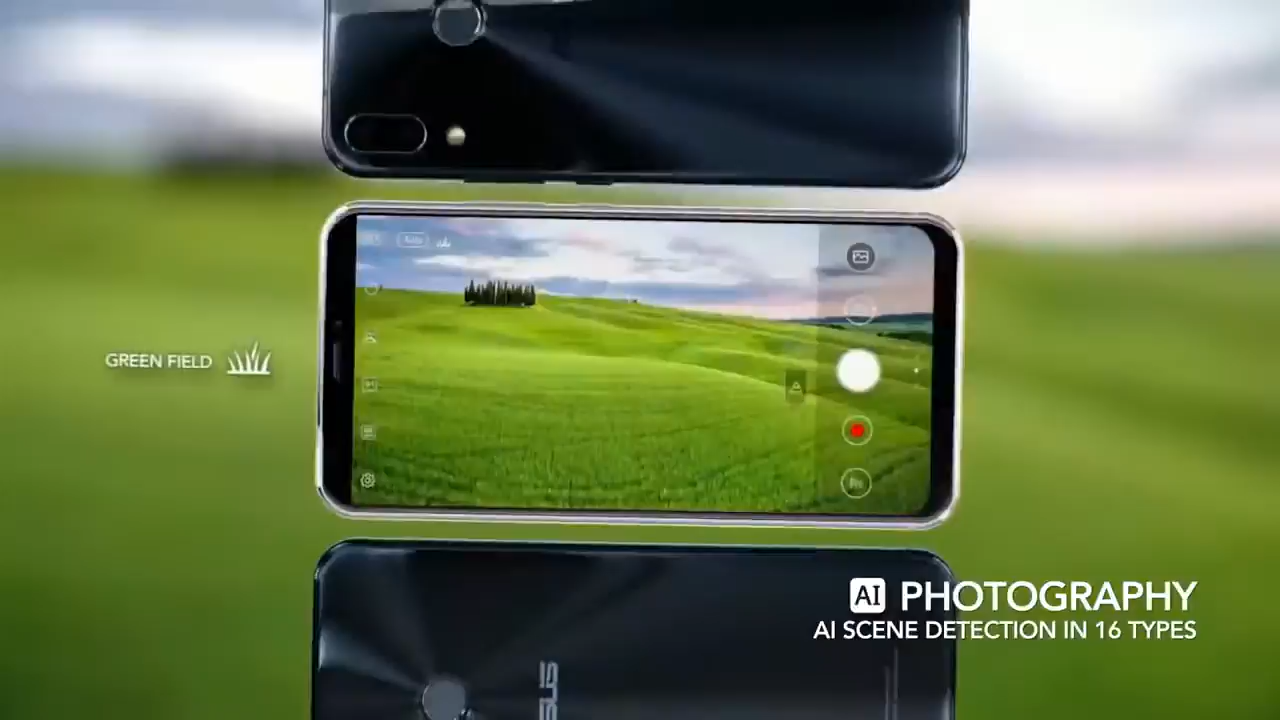 GREEN FIELD
AI PHOTOGRAPHY
AI SCENE DETECTION IN 16 TYPES